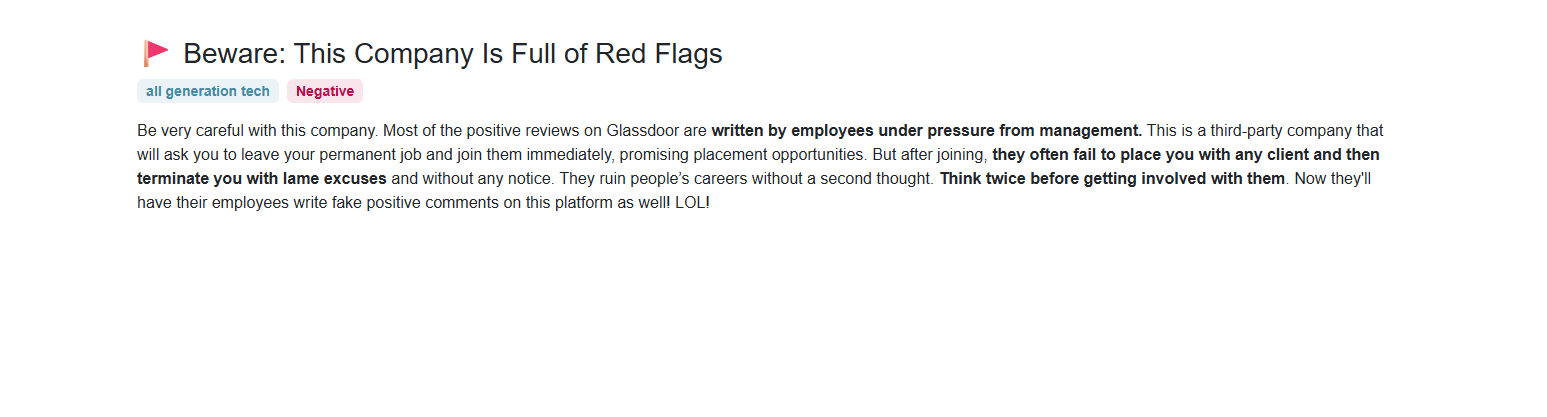 🚩 Beware: This Company Is Full of Red Flags
all generation tech Negative
Be very careful with this company. Most of the positive reviews on Glassdoor are written by employees under pressure from management. This is a third-party company that
will ask you to leave your permanent job and join them immediately, promising placement opportunities. But after joining, they often fail to place you with any client and then
terminate you with lame excuses and without any notice. They ruin people’s careers without a second thought. Think twice before getting involved with them. Now they'll
have their employees write fake positive comments on this platform as well! LOL!